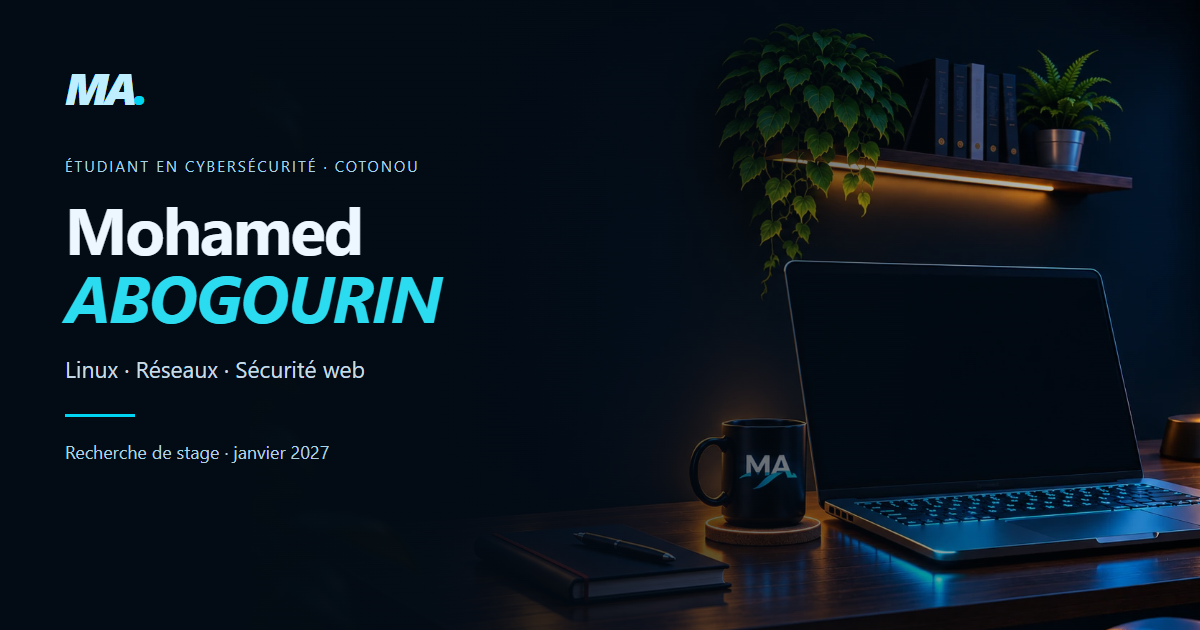 MA.
ÉTUDIANT EN CYBERSÉCURITÉ · COTONOU
Mohamed
ABOGOURIN
Linux · Réseaux · Sécurité web
Recherche de stage · janvier 2027
MA